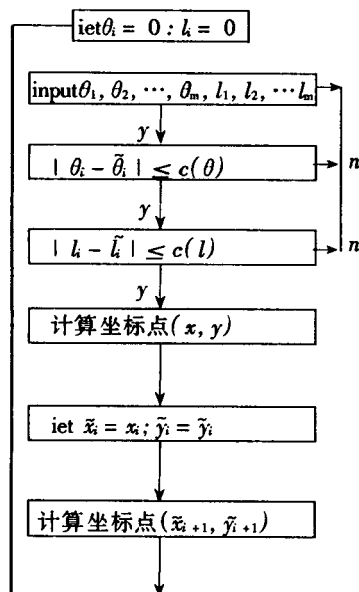 ietθᵢ = 0 : lᵢ = 0
inputθ₁, θ₂, ⋯, θₘ, l₁, l₂, ⋯lₘ
y
| θᵢ − θ̃ᵢ | ≤ c(θ)
n
y
| lᵢ − l̃ᵢ | ≤ c(l)
n
y
计算坐标点(x, y)
iet x̃ᵢ = xᵢ; ỹᵢ = ỹᵢ
计算坐标点(x̃ᵢ₊₁, ỹᵢ₊₁)